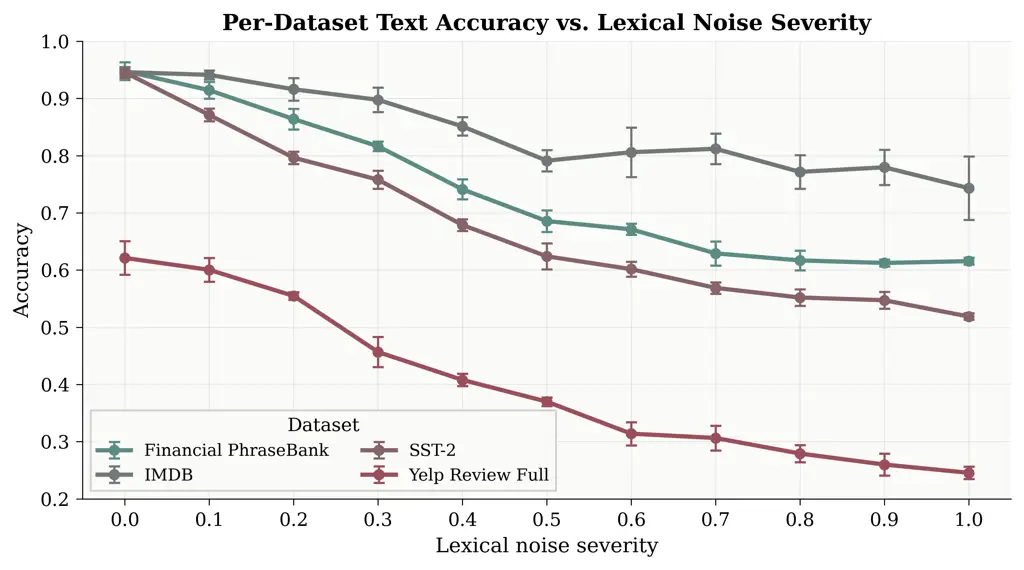 Per-Dataset Text Accuracy vs. Lexical Noise Severity
1.0
0.9
0.8
0.7
0.6
0.5
0.4
0.3
0.2
Accuracy
Dataset
Financial PhraseBank SST-2
IMDB Yelp Review Full
0.0 0.1 0.2 0.3 0.4 0.5 0.6 0.7 0.8 0.9 1.0
Lexical noise severity